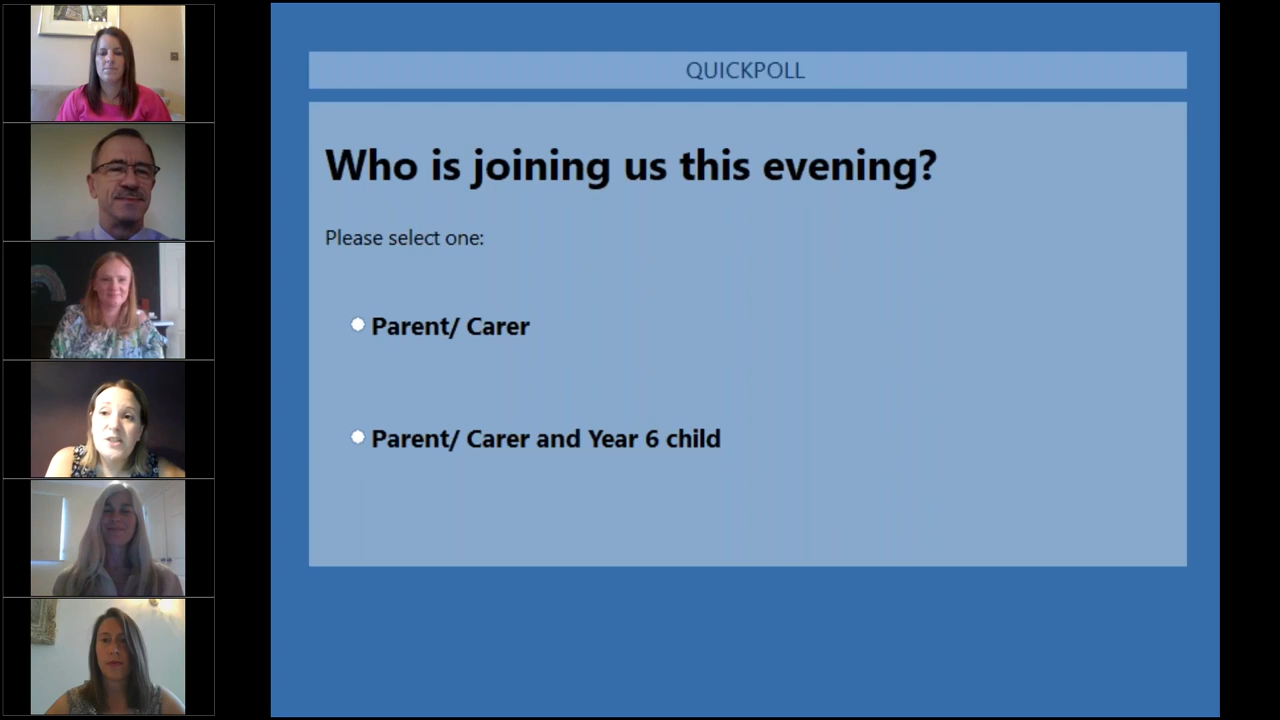 QUICKPOLL
Who is joining us this evening?
Please select one:
Parent/ Carer
Parent/ Carer and Year 6 child